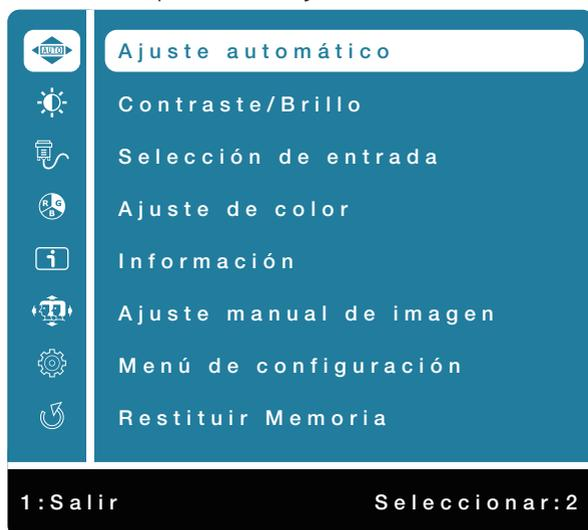 AUTO
Ajuste automático
Contraste/Brillo
Selección de entrada
R G
B
Ajuste de color
i
Información
Ajuste manual de imagen
Menú de configuración
Restituir Memoria
1:Salir Seleccionar:2